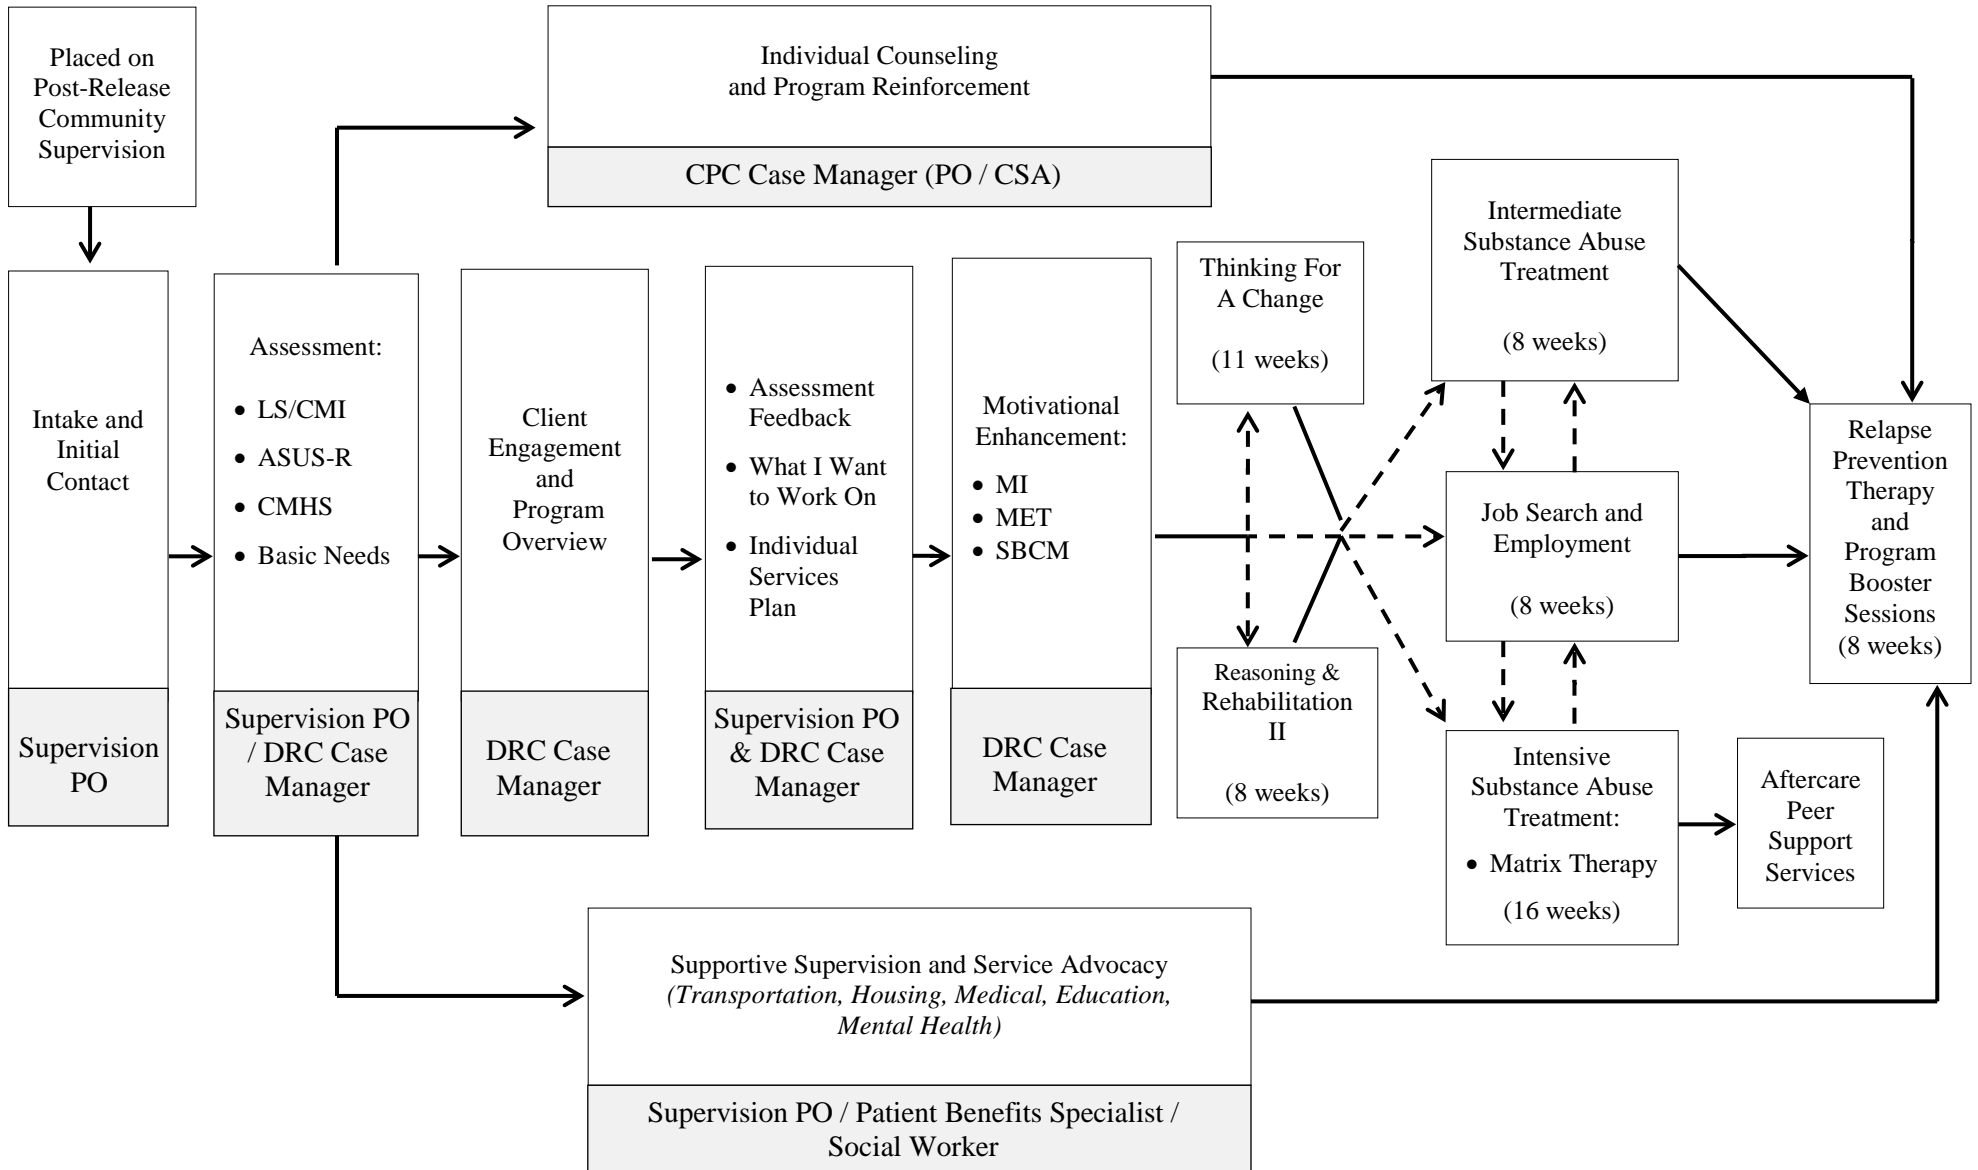 Placed on
Post-Release
Community
Supervision
Individual Counseling
and Program Reinforcement
CPC Case Manager (PO / CSA)
Intake and
Initial
Contact
Supervision
PO
Assessment:
• LS/CMI
• ASUS-R
• CMHS
• Basic Needs
Supervision PO
/ DRC Case
Manager
Client
Engagement
and
Program
Overview
DRC Case
Manager
• Assessment
Feedback
• What I Want
to Work On
• Individual
Services
Plan
Supervision PO
& DRC Case
Manager
Motivational
Enhancement:
• MI
• MET
• SBCM
DRC Case
Manager
Thinking For
A Change
(11 weeks)
Reasoning &
Rehabilitation
II
(8 weeks)
Intermediate
Substance Abuse
Treatment
(8 weeks)
Job Search and
Employment
(8 weeks)
Intensive
Substance Abuse
Treatment:
• Matrix Therapy
(16 weeks)
Aftercare
Peer
Support
Services
Relapse
Prevention
Therapy
and
Program
Booster
Sessions
(8 weeks)
Supportive Supervision and Service Advocacy
(Transportation, Housing, Medical, Education,
Mental Health)
Supervision PO / Patient Benefits Specialist /
Social Worker